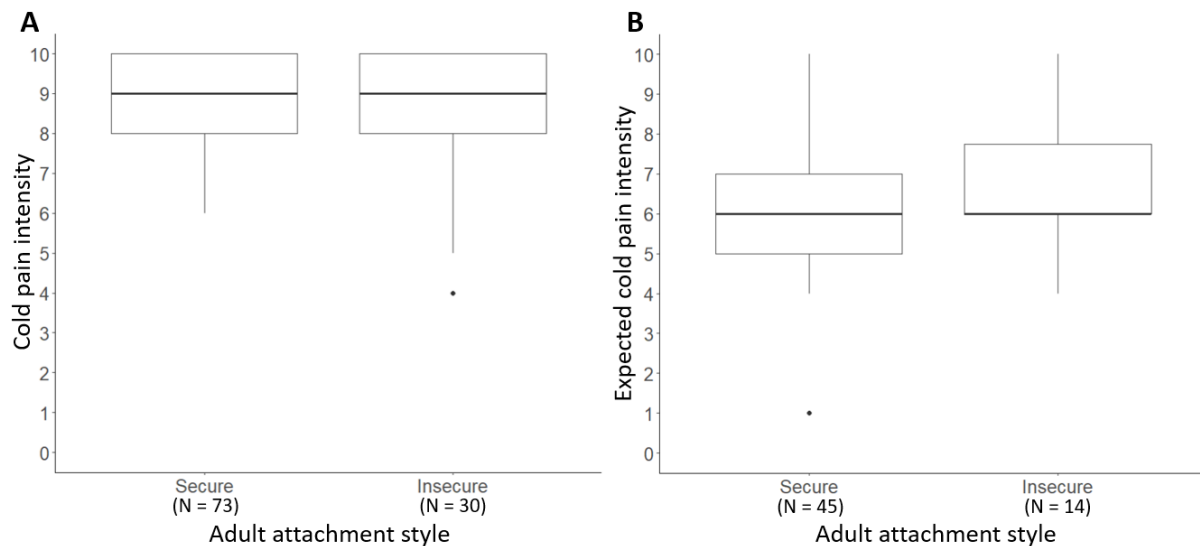 A
Cold pain intensity
10
9
8
7
6
5
4
3
2
1
0
Secure
(N = 73)
Insecure
(N = 30)
Adult attachment style
B
Expected cold pain intensity
10
9
8
7
6
5
4
3
2
1
0
Secure
(N = 45)
Insecure
(N = 14)
Adult attachment style